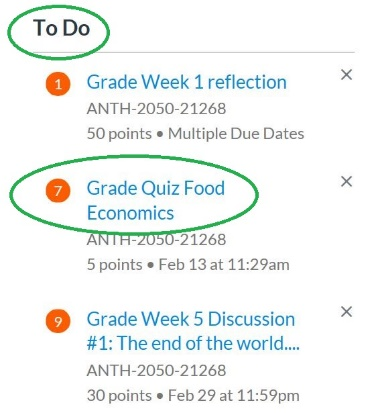 To Do
1 Grade Week 1 reflection ×
ANTH-2050-21268
50 points • Multiple Due Dates
7 Grade Quiz Food ×
Economics
ANTH-2050-21268
5 points • Feb 13 at 11:29am
9 Grade Week 5 Discussion ×
#1: The end of the world....
ANTH-2050-21268
30 points • Feb 29 at 11:59pm